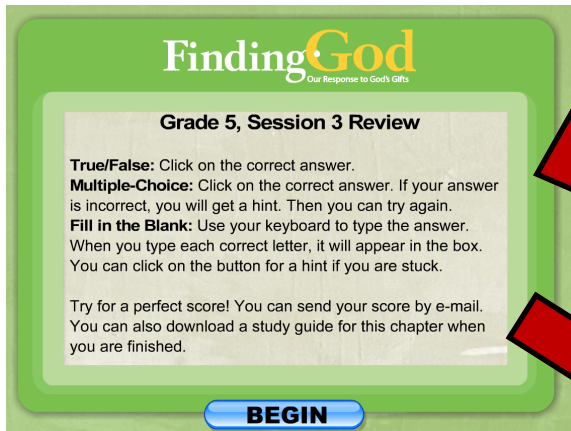 FindingGod
Our Response to God's Gifts
Grade 5, Session 3 Review
True/False: Click on the correct answer.
Multiple-Choice: Click on the correct answer. If your answer
is incorrect, you will get a hint. Then you can try again.
Fill in the Blank: Use your keyboard to type the answer.
When you type each correct letter, it will appear in the box.
You can click on the button for a hint if you are stuck.
Try for a perfect score! You can send your score by e-mail.
You can also download a study guide for this chapter when
you are finished.
BEGIN